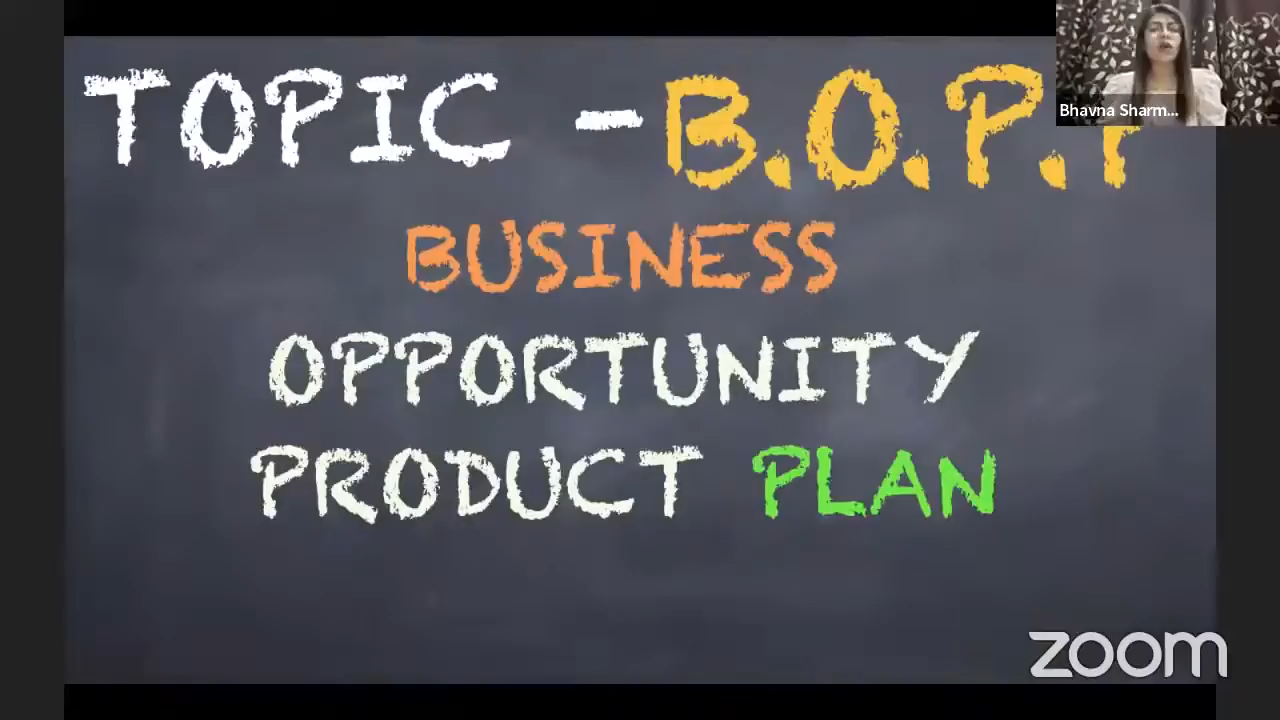 TOPIC - B.O.P.P
Bhavna Sharm...
BUSINESS
OPPORTUNITY
PRODUCT PLAN
zoom